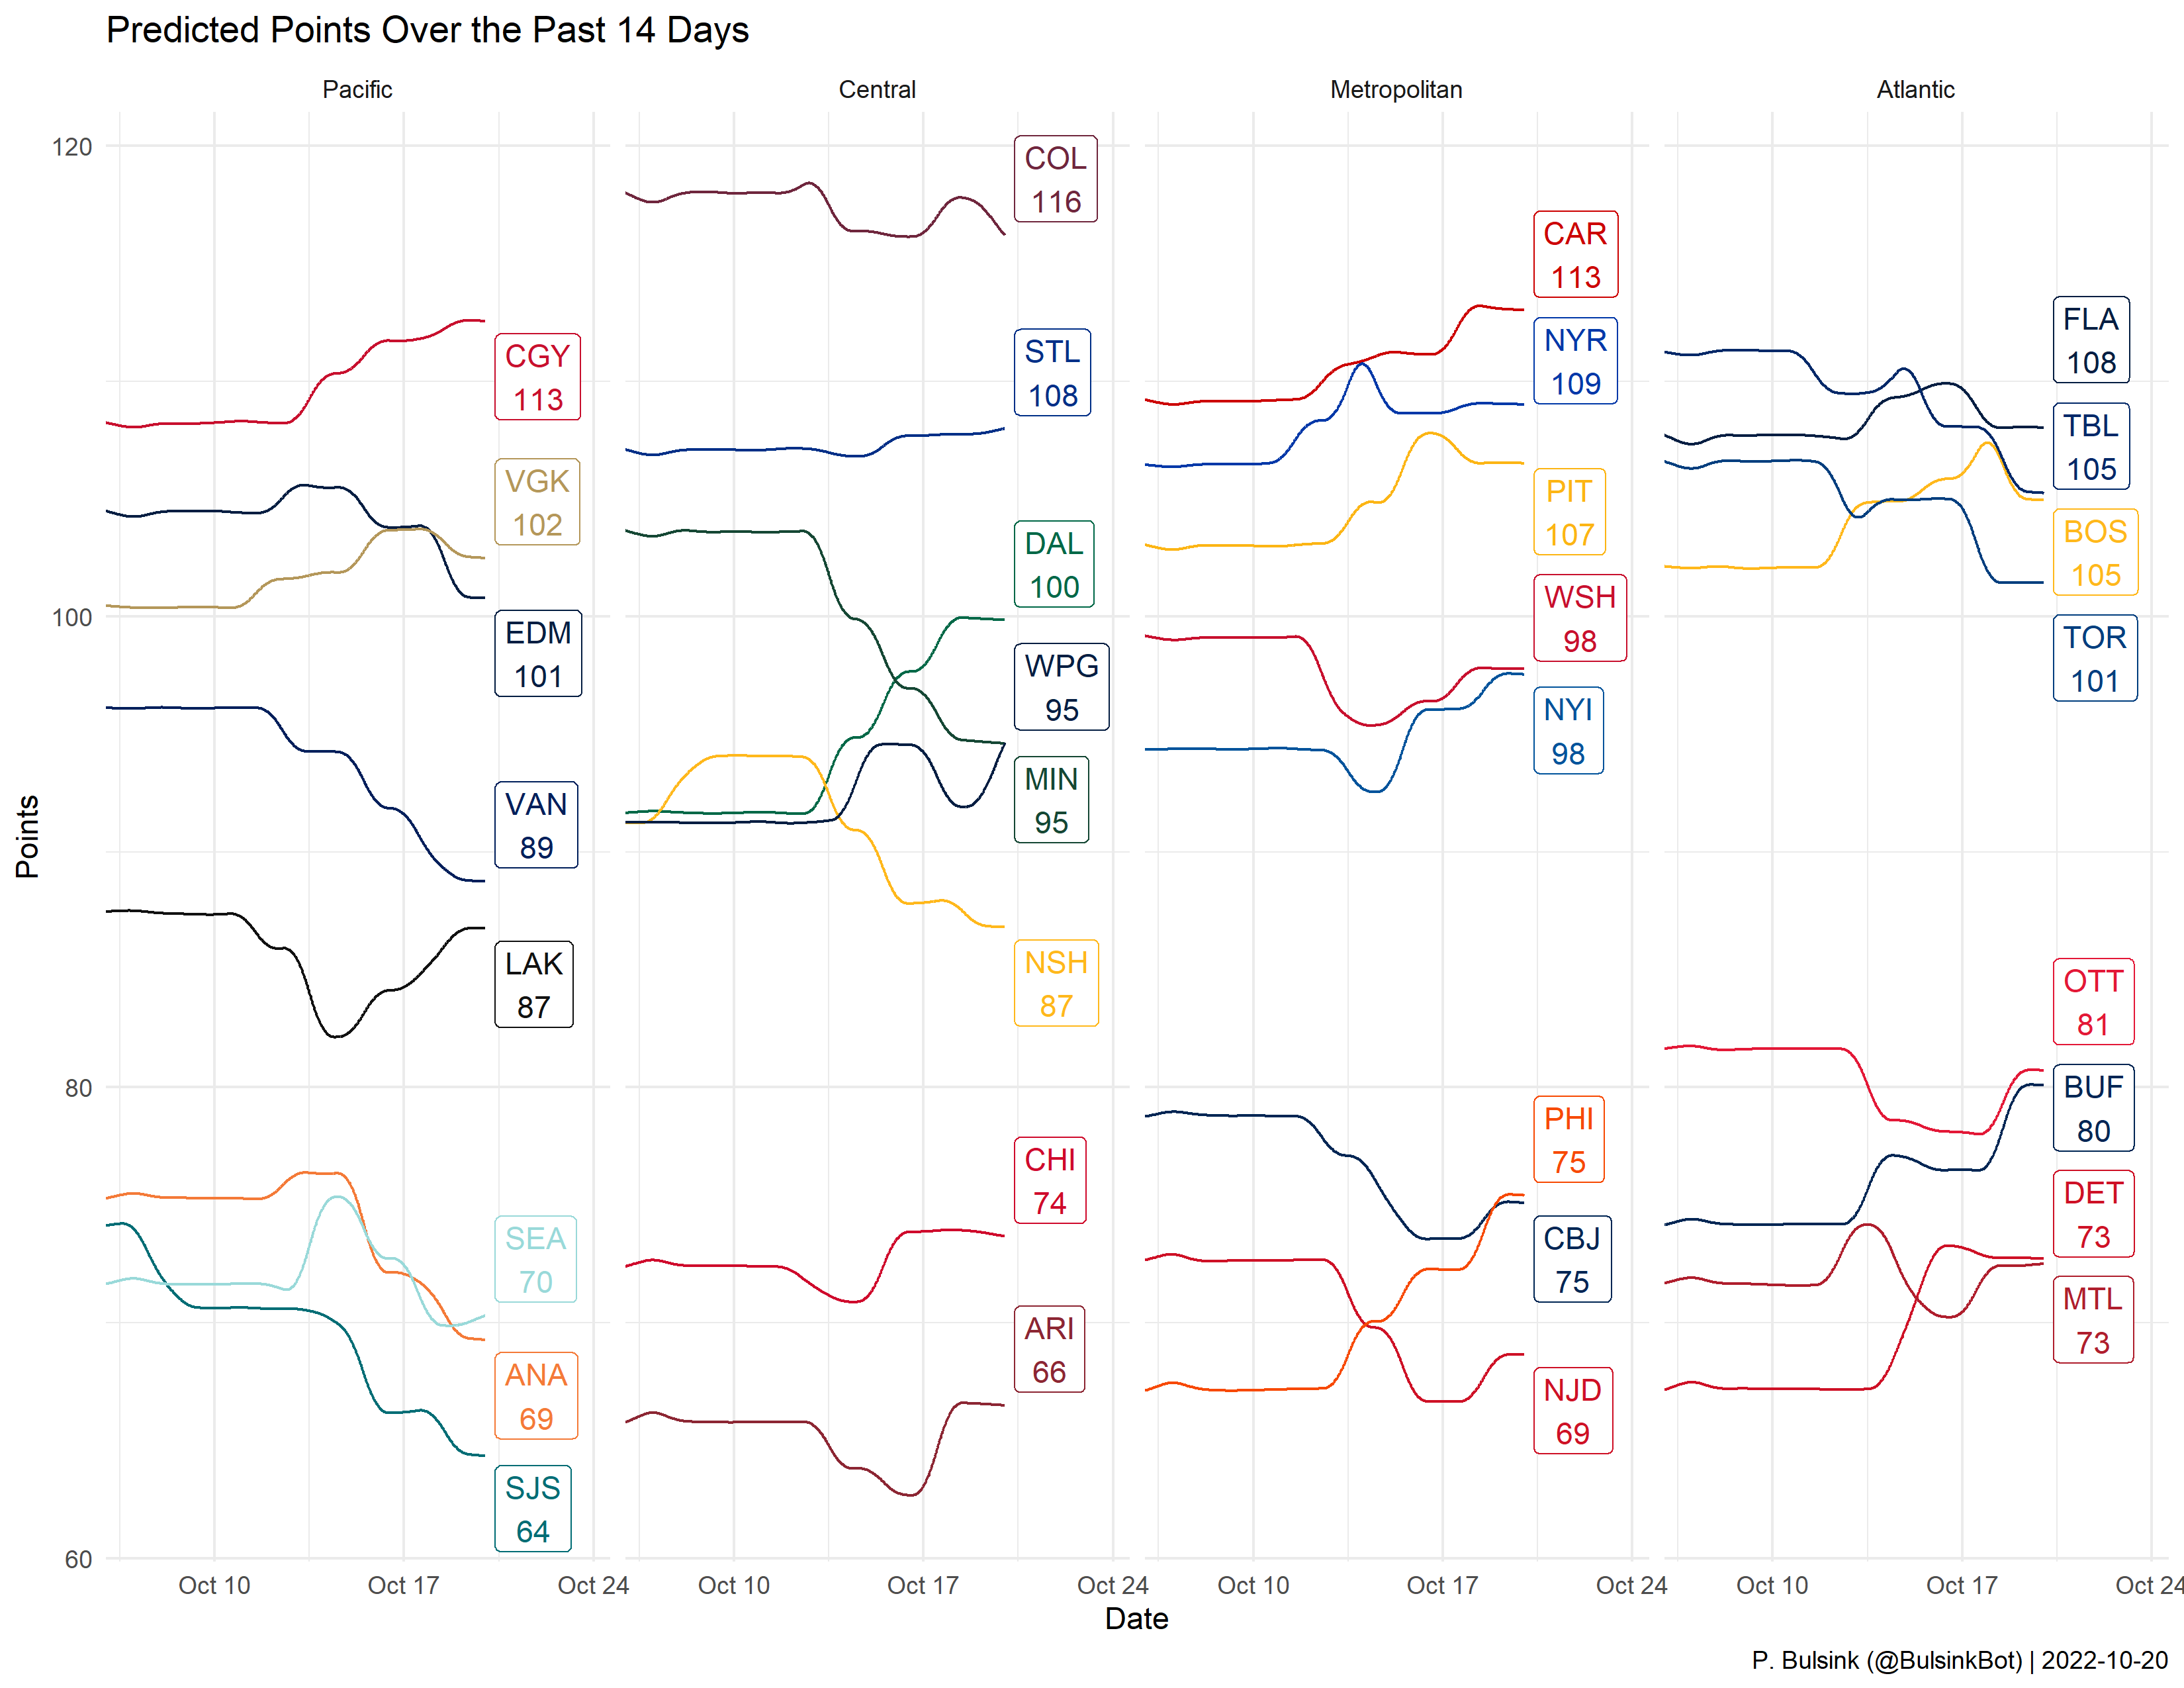 Predicted Points Over the Past 14 Days
Pacific
Central
Metropolitan
Atlantic
Points
120
100
80
60
CGY
113
VGK
102
EDM
101
VAN
89
LAK
87
SEA
70
ANA
69
SJS
64
COL
116
STL
108
DAL
100
WPG
95
MIN
95
NSH
87
CHI
74
ARI
66
CAR
113
NYR
109
PIT
107
WSH
98
NYI
98
PHI
75
CBJ
75
NJD
69
FLA
108
TBL
105
BOS
105
TOR
101
OTT
81
BUF
80
DET
73
MTL
73
Oct 10 Oct 17 Oct 24 Oct 10 Oct 17 Oct 24 Oct 10 Oct 17 Oct 24 Oct 10 Oct 17 Oct 24
Date
P. Bulsink (@BulsinkBot) | 2022-10-20